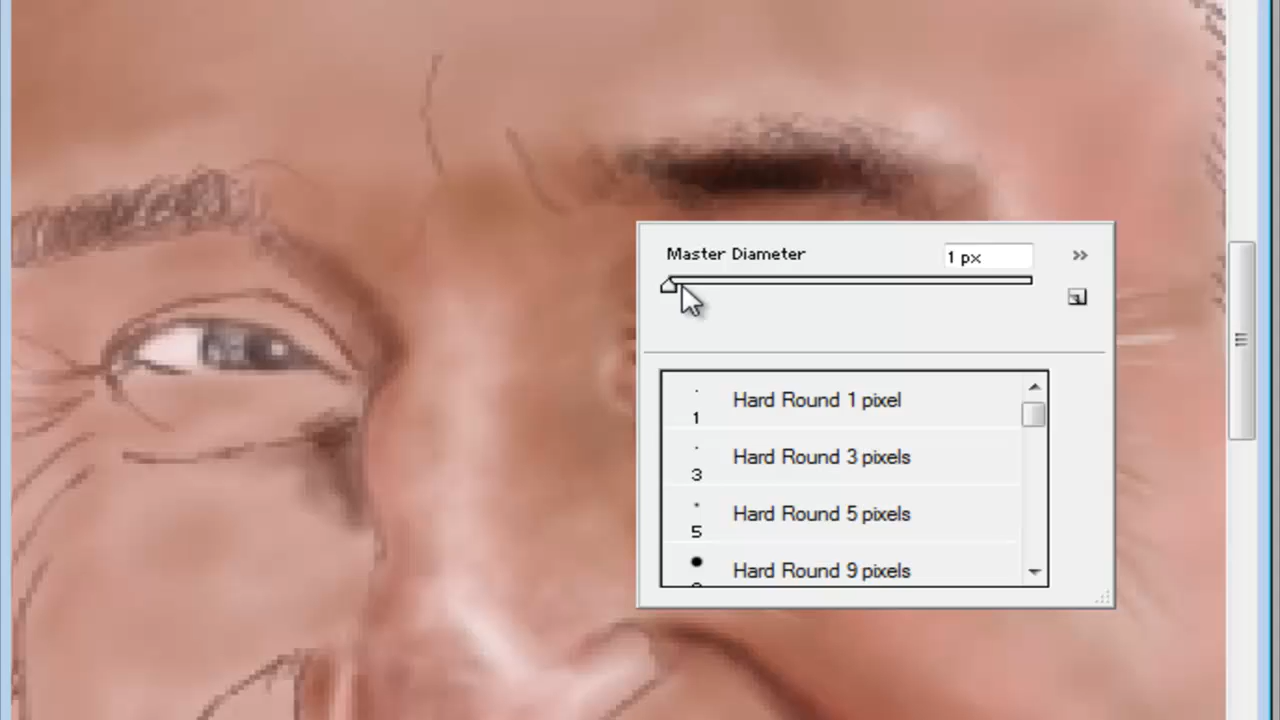 Master Diameter 1 px
1 Hard Round 1 pixel
3 Hard Round 3 pixels
5 Hard Round 5 pixels
Hard Round 9 pixels